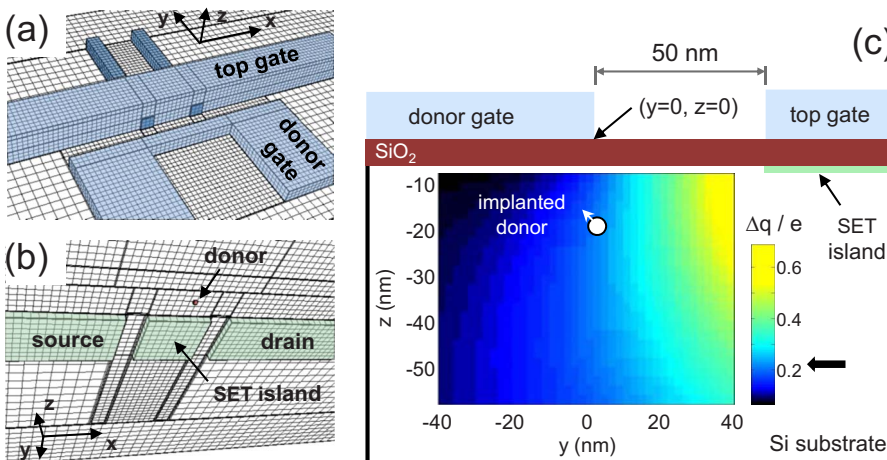 (a)
y
z
x
top gate
donor
gate
(b)
donor
source
drain
SET island
z
y
x
(c)
50 nm
donor gate
(y=0, z=0)
top gate
SiO2
-10
-20
-30
-40
-50
z (nm)
implanted
donor
Δq / e
0.6
0.4
0.2
SET
island
-40
-20
0
20
40
y (nm)
Si substrate